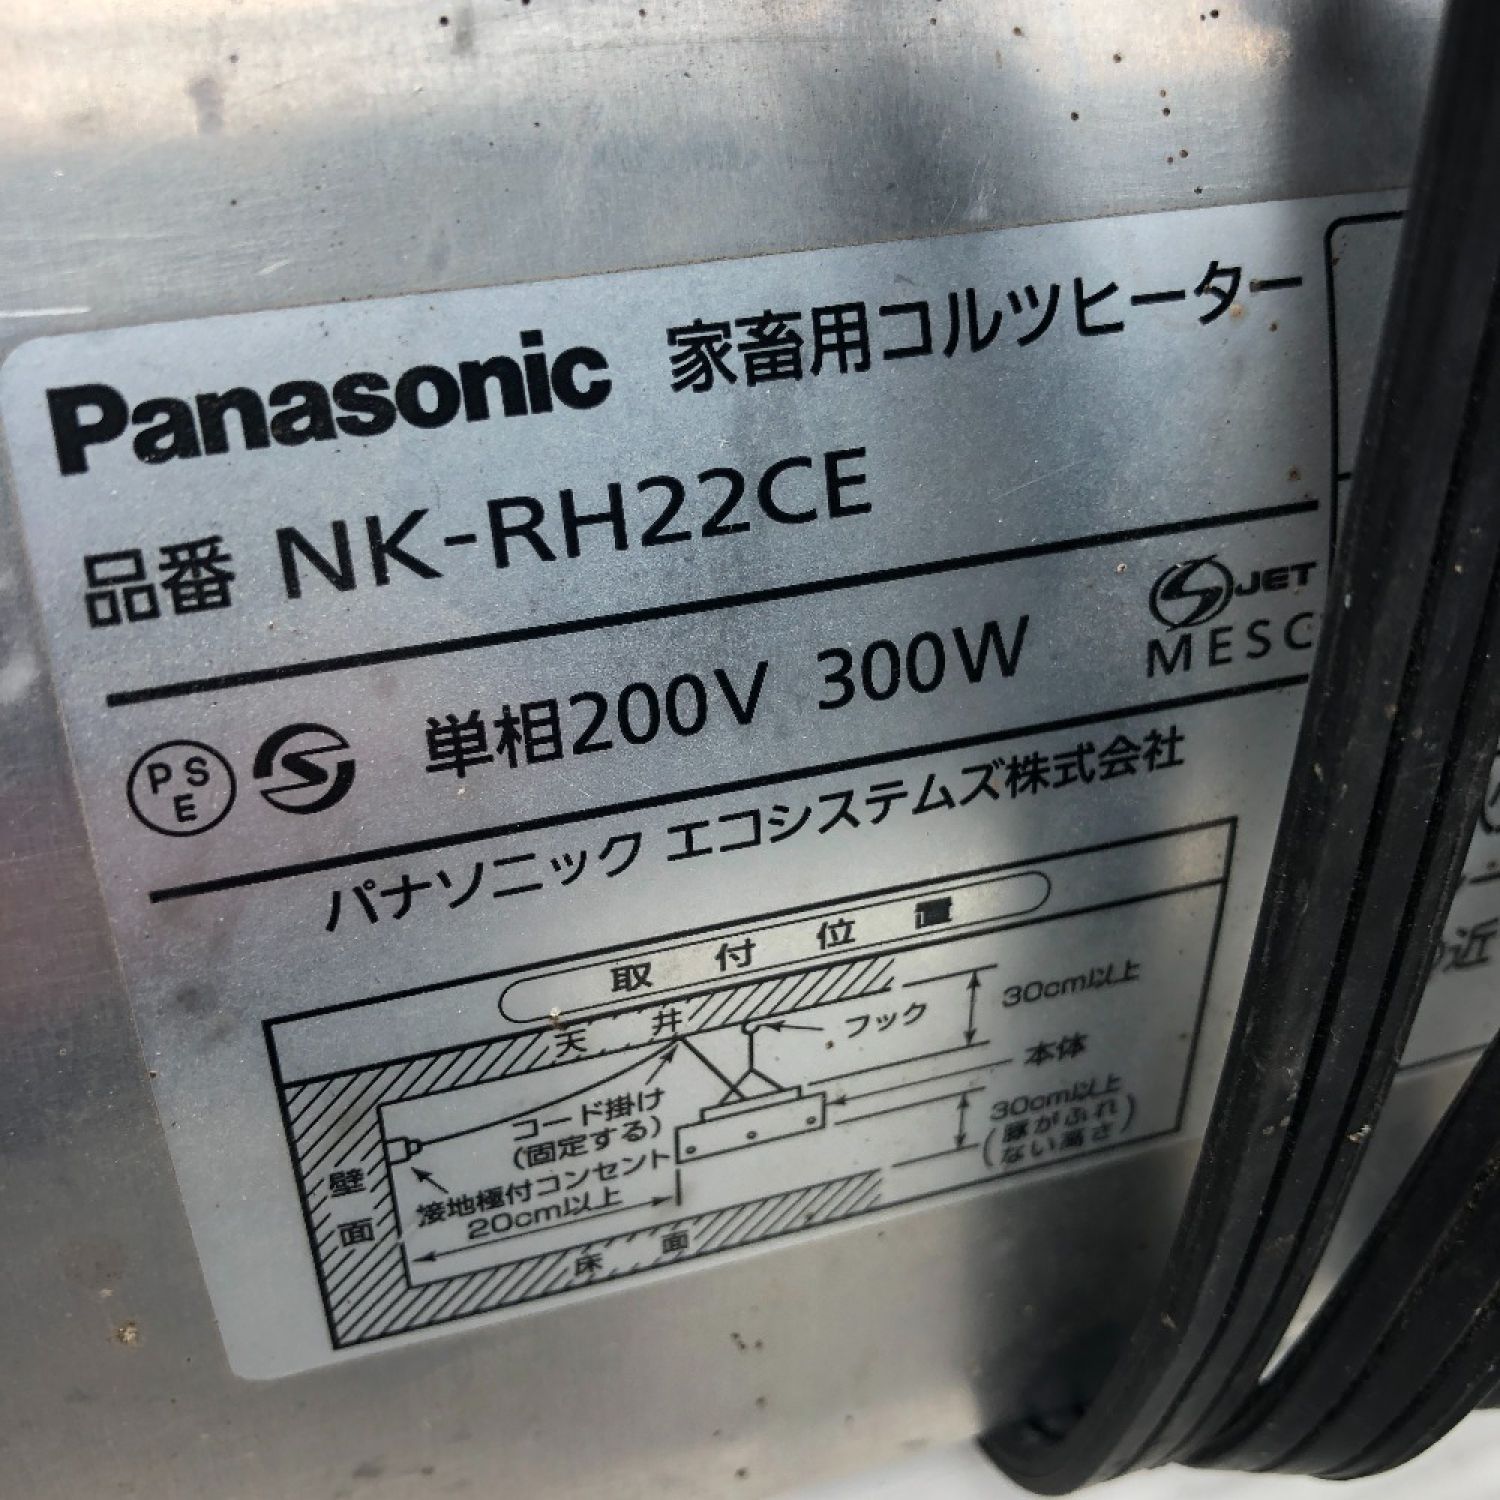 Panasonic 家畜用コルツヒーター
品番 NK-RH22CE
PSE 単相200V 300W JET
MESC
パナソニック エコシステムズ株式会社
取付位置
天井
フック
30cm以上
本体
コード掛け
(固定する)
30cm以上
(豚がふれ
ない高さ)
接地極付コンセント
20cm以上
壁面
床面
近